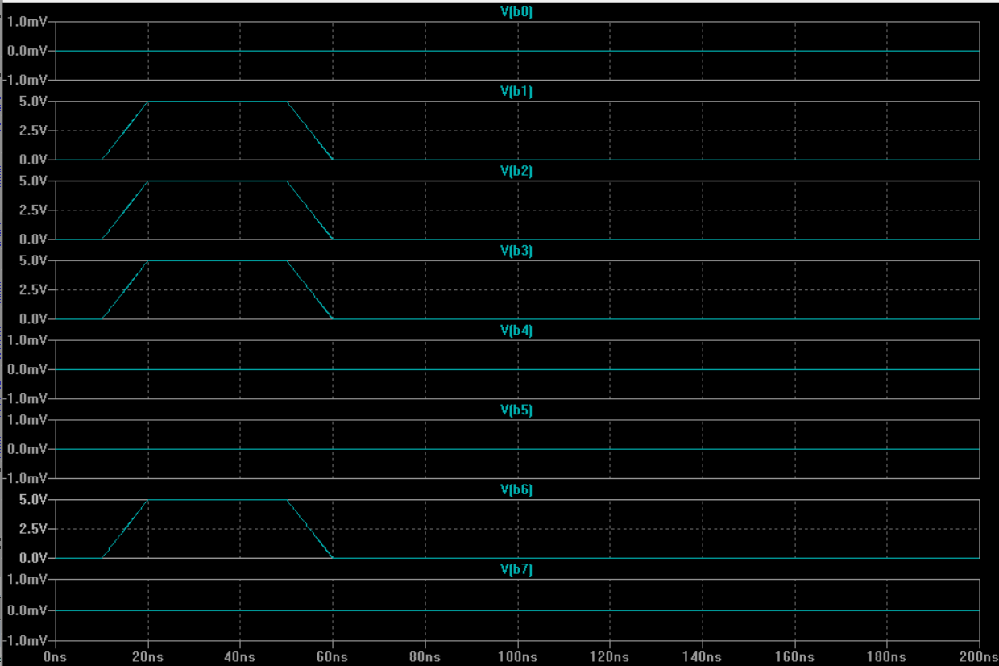 V(b0)
1.0mV
0.0mV
-1.0mV
V(b1)
5.0V
2.5V
0.0V
V(b2)
5.0V
2.5V
0.0V
V(b3)
5.0V
2.5V
0.0V
V(b4)
1.0mV
0.0mV
-1.0mV
V(b5)
1.0mV
0.0mV
-1.0mV
V(b6)
5.0V
2.5V
0.0V
V(b7)
1.0mV
0.0mV
-1.0mV
0ns 20ns 40ns 60ns 80ns 100ns 120ns 140ns 160ns 180ns 200ns